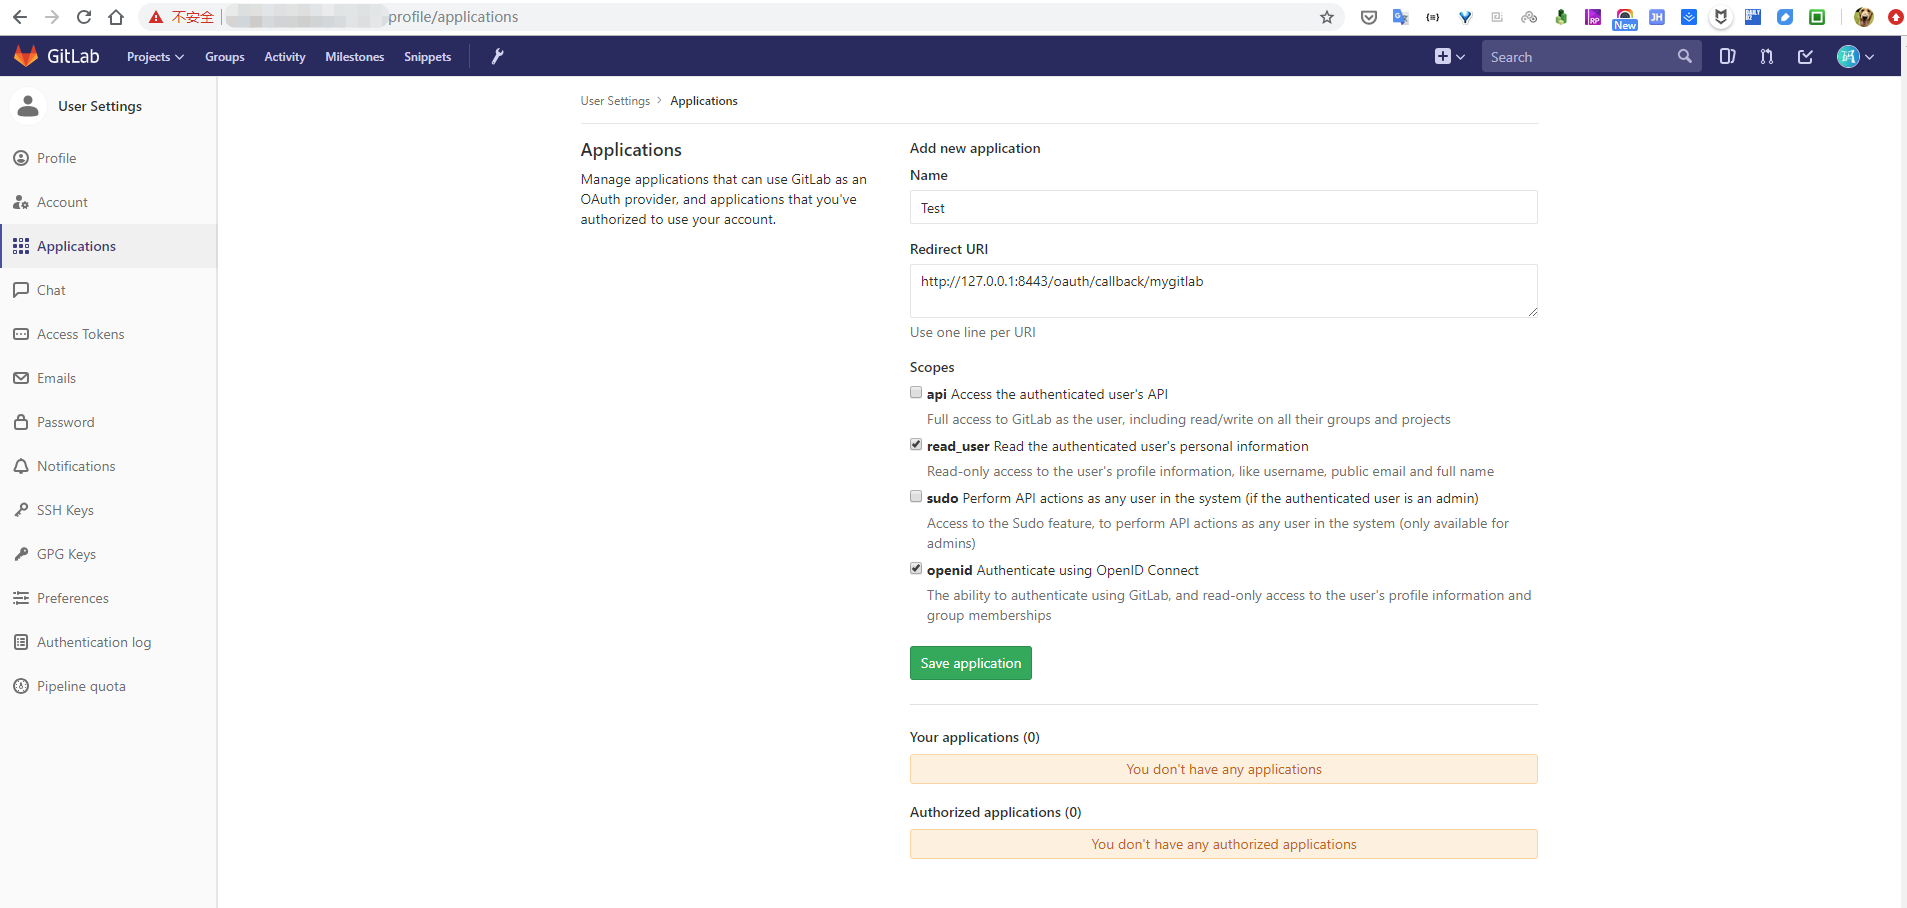 不安全 profile/applications
New
GitLab Projects Groups Activity Milestones Snippets Search
User Settings
Profile
Account
Applications
Chat
Access Tokens
Emails
Password
Notifications
SSH Keys
GPG Keys
Preferences
Authentication log
Pipeline quota
User Settings > Applications
Applications
Manage applications that can use GitLab as an
OAuth provider, and applications that you've
authorized to use your account.
Add new application
Name
Test
Redirect URI
http://127.0.0.1:8443/oauth/callback/mygitlab
Use one line per URI
Scopes
api Access the authenticated user's API
Full access to GitLab as the user, including read/write on all their groups and projects
read_user Read the authenticated user's personal information
Read-only access to the user's profile information, like username, public email and full name
sudo Perform API actions as any user in the system (if the authenticated user is an admin)
Access to the Sudo feature, to perform API actions as any user in the system (only available for
admins)
openid Authenticate using OpenID Connect
The ability to authenticate using GitLab, and read-only access to the user's profile information and
group memberships
Save application
Your applications (0)
You don't have any applications
Authorized applications (0)
You don't have any authorized applications